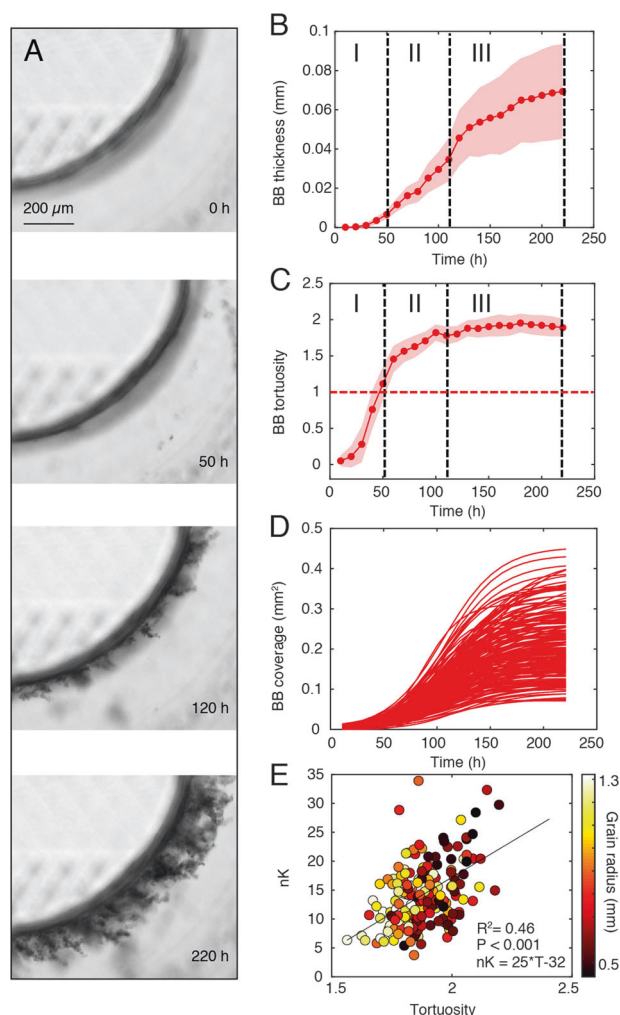 A
200 µm
0 h
50 h
120 h
220 h
B
I II III
0.1
0.08
0.06
0.04
0.02
0
BB thickness (mm)
0 50 100 150 200 250
Time (h)
C
I II III
2.5
2
1.5
1
0.5
0
BB tortuosity
0 50 100 150 200 250
Time (h)
D
0.5
0.4
0.3
0.2
0.1
0
BB coverage (mm²)
0 50 100 150 200 250
Time (h)
E
35
30
25
20
15
10
5
0
nK
R²= 0.46
P < 0.001
nK = 25*T-32
1.5 2 2.5
Tortuosity
1.3
0.5
Grain radius (mm)